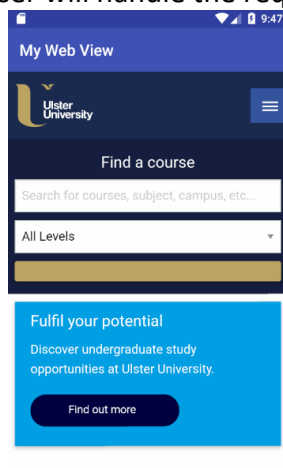 ser will handle the req
9:47
My Web View
Ulster
University
Find a course
Search for courses, subject, campus, etc...
All Levels
Fulfil your potential
Discover undergraduate study
opportunities at Ulster University.
Find out more